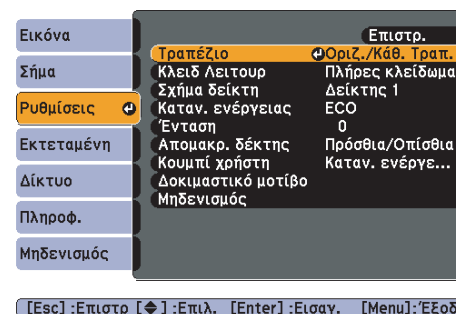 Εικόνα
Σήμα
Ρυθμίσεις
Εκτεταμένη
Δίκτυο
Πληροφ.
Μηδενισμός
Επιστρ.
Τραπέζιο Οριζ./Κάθ. Τραπ.
Κλειδ Λειτουρ Πλήρες κλείδωμα
Σχήμα δείκτη Δείκτης 1
Καταν. ενέργειας ECO
Ένταση 0
Απομακρ. δέκτης Πρόσθια/Οπίσθια
Κουμπί χρήστη Καταν. ενέργε...
Δοκιμαστικό μοτίβο
Μηδενισμός
[Esc] :Επιστρ [◆] :Επιλ. [Enter] :Εισαγ. [Menu]:Έξοδ